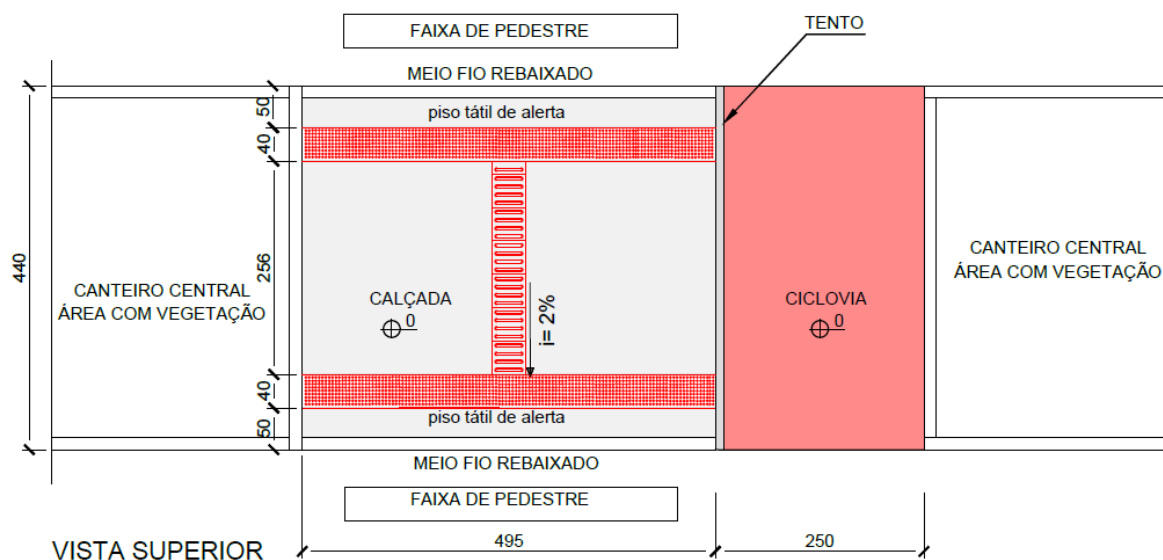 FAIXA DE PEDESTRE
TENTO
MEIO FIO REBAIXADO
50
piso tátil de alerta
40
440
256
CANTEIRO CENTRAL
ÁREA COM VEGETAÇÃO
CALÇADA
0
i= 2%
CICLOVIA
0
CANTEIRO CENTRAL
ÁREA COM VEGETAÇÃO
40
50
piso tátil de alerta
MEIO FIO REBAIXADO
FAIXA DE PEDESTRE
VISTA SUPERIOR
495
250